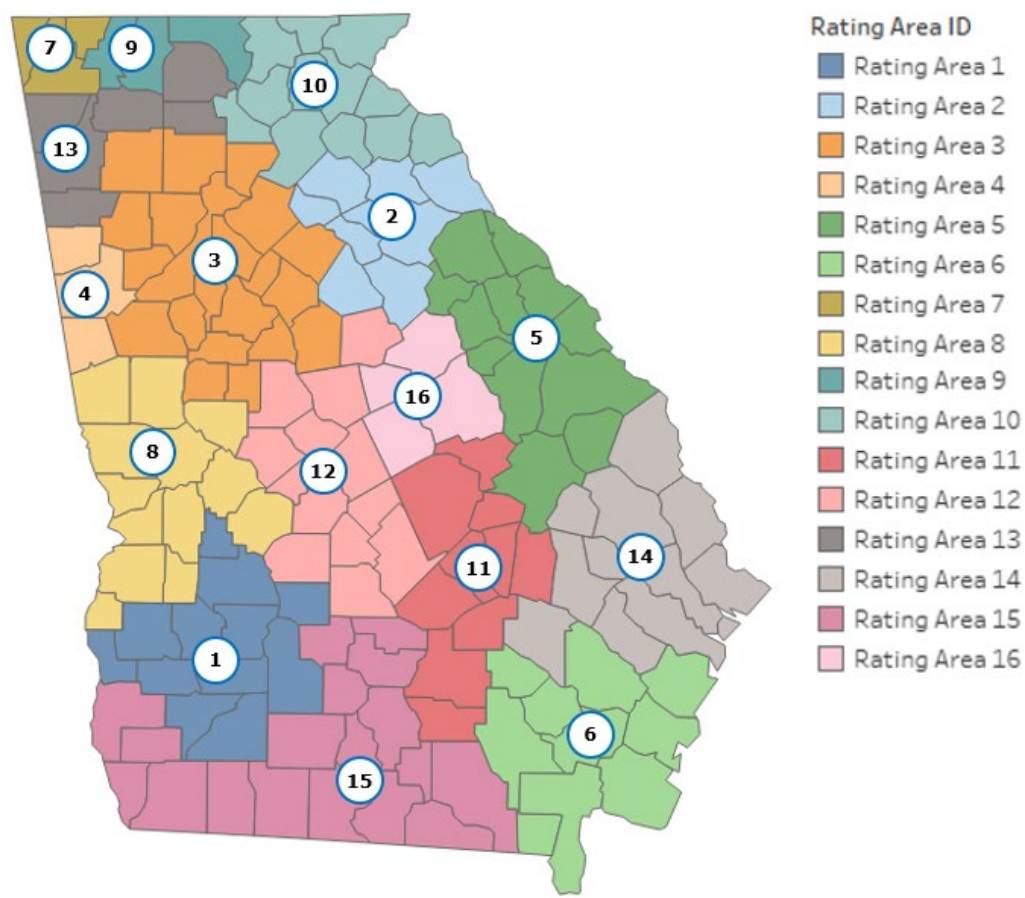 Rating Area ID
Rating Area 1
Rating Area 2
Rating Area 3
Rating Area 4
Rating Area 5
Rating Area 6
Rating Area 7
Rating Area 8
Rating Area 9
Rating Area 10
Rating Area 11
Rating Area 12
Rating Area 13
Rating Area 14
Rating Area 15
Rating Area 16
7
9
10
13
2
3
4
5
16
8
12
14
11
1
6
15